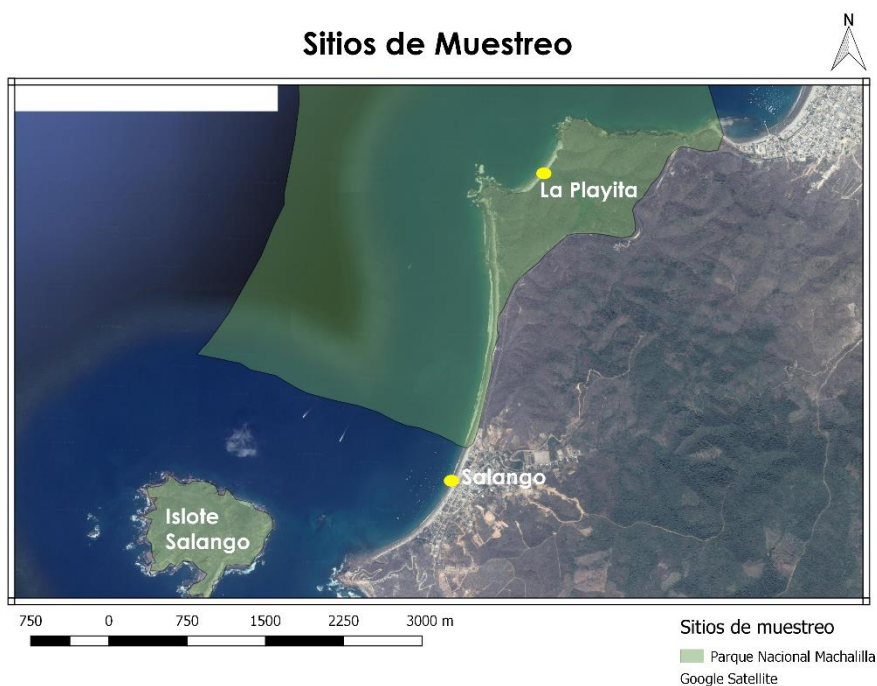 Sitios de Muestreo
N
La Playita
Salango
Islote
Salango
750 0 750 1500 2250 3000 m
Sitios de muestreo
Parque Nacional Machalilla
Google Satellite